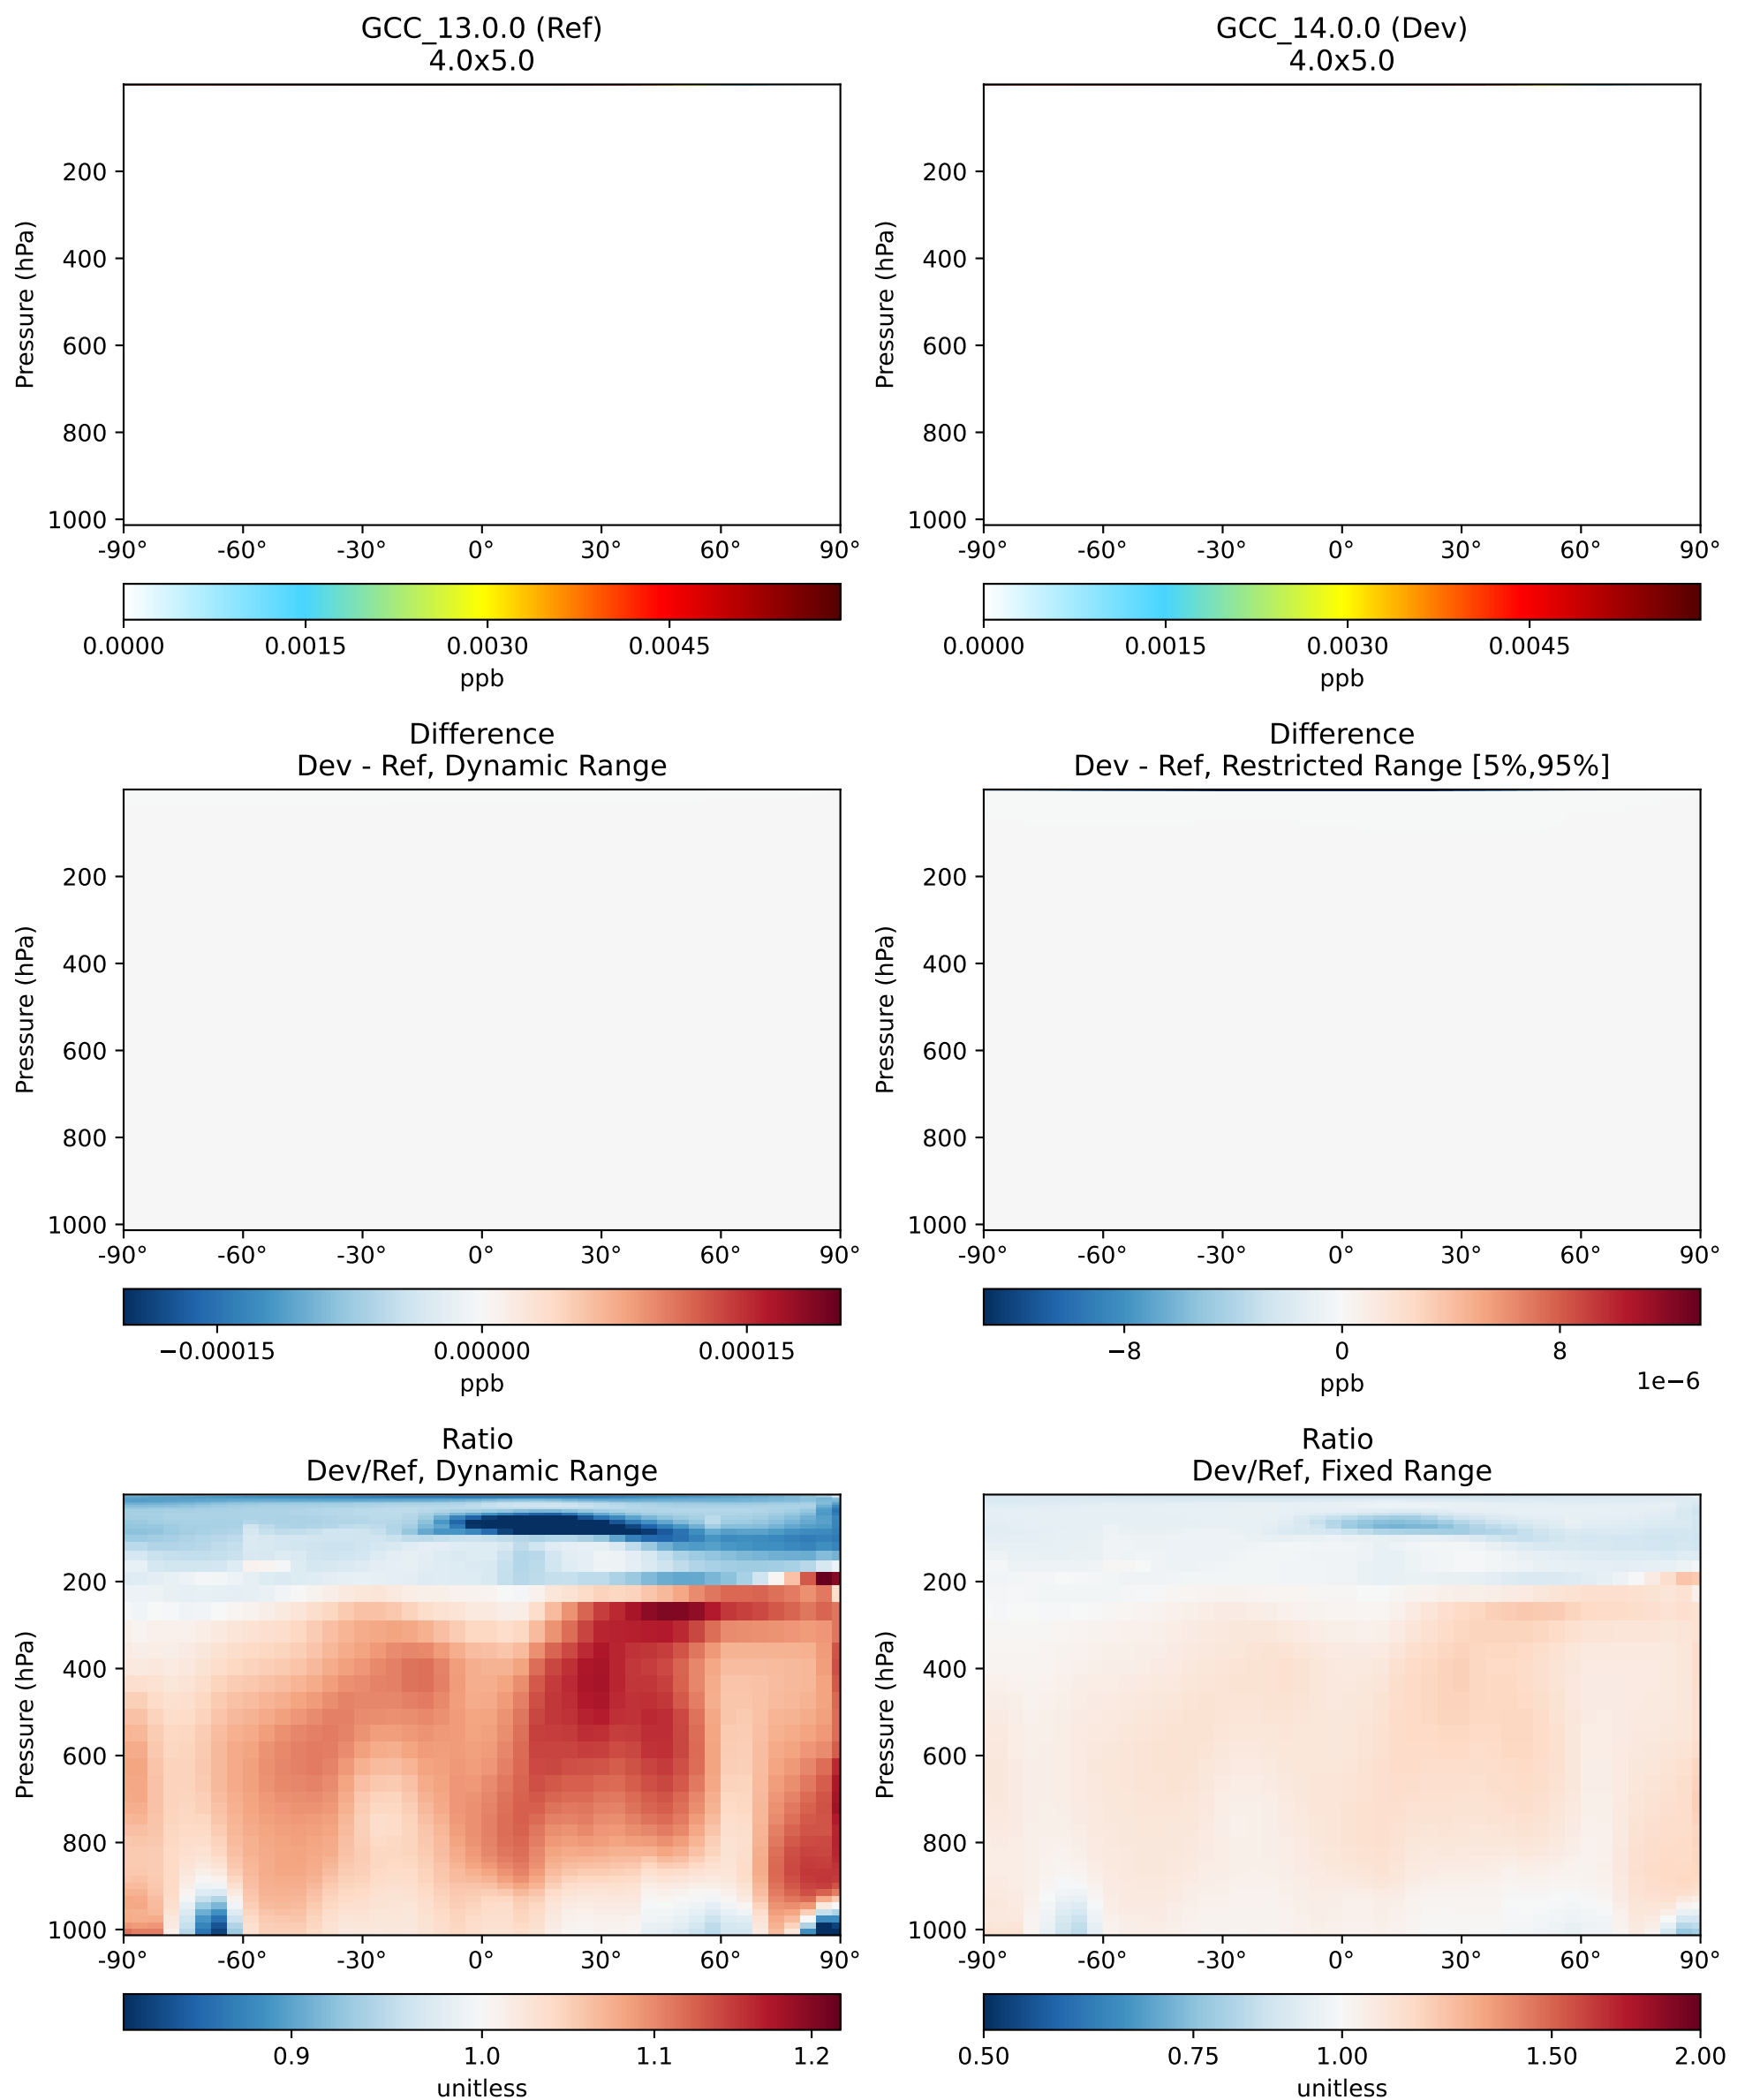 GCC_13.0.0 (Ref)
4.0x5.0
Pressure (hPa)
200
400
600
800
1000
-90° -60° -30° 0° 30° 60° 90°
0.0000 0.0015 0.0030 0.0045
ppb
GCC_14.0.0 (Dev)
4.0x5.0
Pressure (hPa)
200
400
600
800
1000
-90° -60° -30° 0° 30° 60° 90°
0.0000 0.0015 0.0030 0.0045
ppb
Difference
Dev - Ref, Dynamic Range
Pressure (hPa)
200
400
600
800
1000
-90° -60° -30° 0° 30° 60° 90°
−0.00015 0.00000 0.00015
ppb
Difference
Dev - Ref, Restricted Range [5%,95%]
Pressure (hPa)
200
400
600
800
1000
-90° -60° -30° 0° 30° 60° 90°
−8 0 8
ppb
1e−6
Ratio
Dev/Ref, Dynamic Range
Pressure (hPa)
200
400
600
800
1000
-90° -60° -30° 0° 30° 60° 90°
0.9 1.0 1.1 1.2
unitless
Ratio
Dev/Ref, Fixed Range
Pressure (hPa)
200
400
600
800
1000
-90° -60° -30° 0° 30° 60° 90°
0.50 0.75 1.00 1.50 2.00
unitless